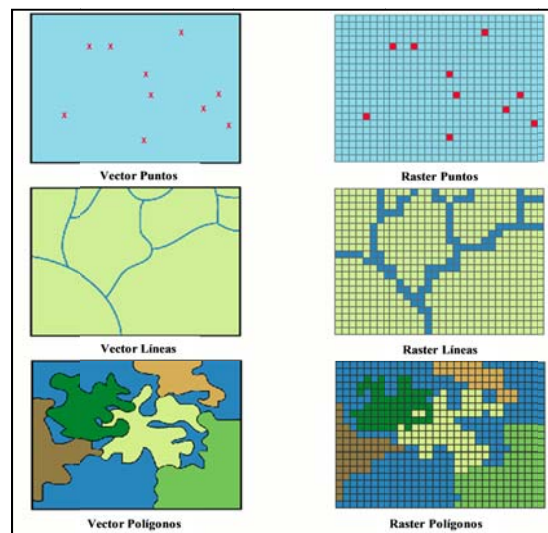 Vector Puntos
Raster Puntos
Vector Líneas
Raster Líneas
Vector Polígonos
Raster Polígonos